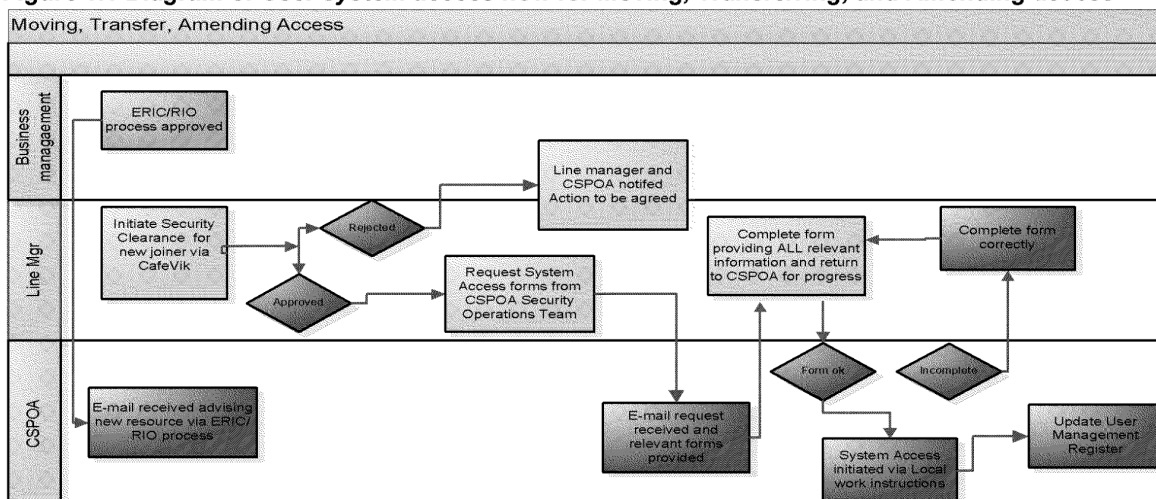 Moving, Transfer, Amending Access
Business
managaement
ERIC/RIO
process approved
Line manager and
CSPOA notifed
Action to be agreed
Line Mgr
Initiate Security
Clearance for
new joiner via
CafeVik
Rejected
Approved
Request System
Access forms from
CSPOA Security
Operations Team
Complete form
providing ALL relevant
information and return
to CSPOA for progress
Complete form
correctly
CSPOA
E-mail received advising
new resource via ERIC/
RIO process
E-mail request
received and
relevant forms
provided
Form ok
Incomplete
System Access
initiated via Local
work instructions
Update User
Management
Register